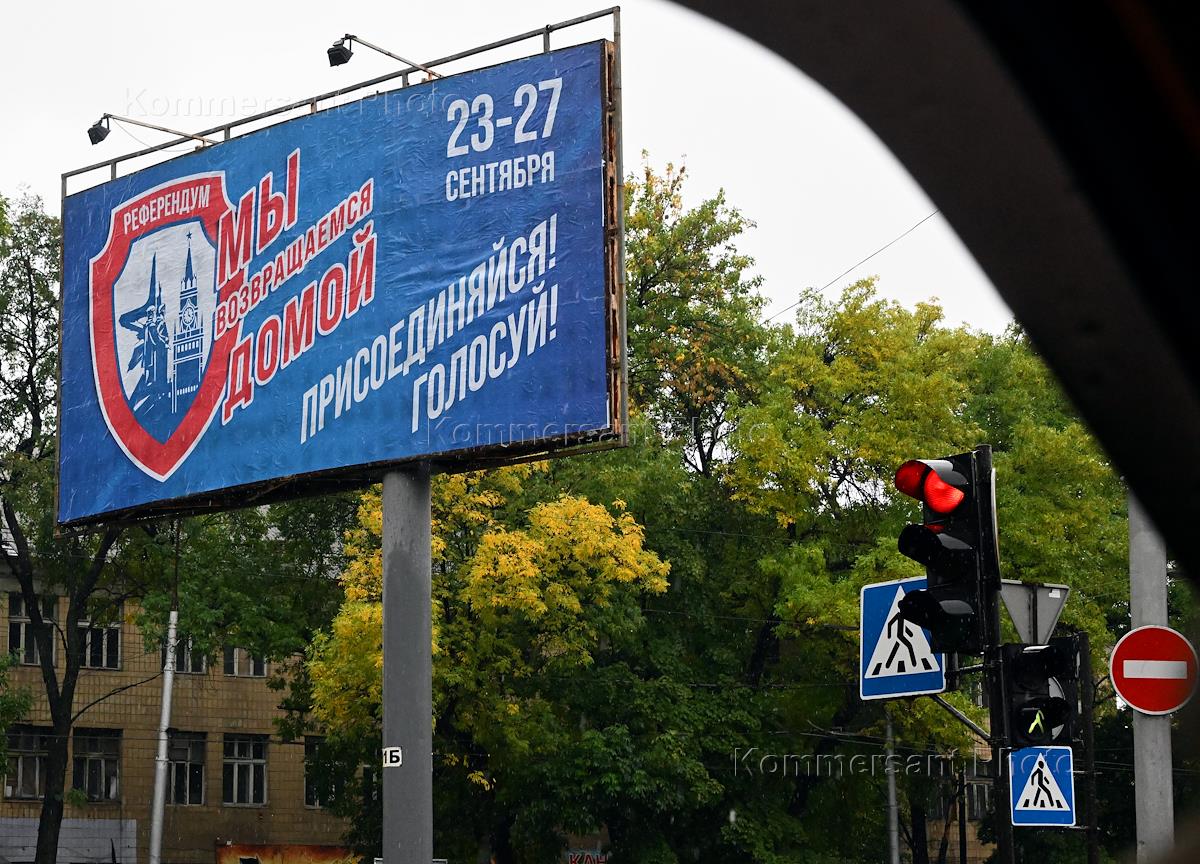 Kommersant Photo
23-27
СЕНТЯБРЯ
РЕФЕРЕНДУМ
МЫ
ВОЗВРАЩАЕМСЯ
ДОМОЙ
ПРИСОЕДИНЯЙСЯ!
ГОЛОСУЙ!
Kommersant Photo
1Б
Kommersant Photo